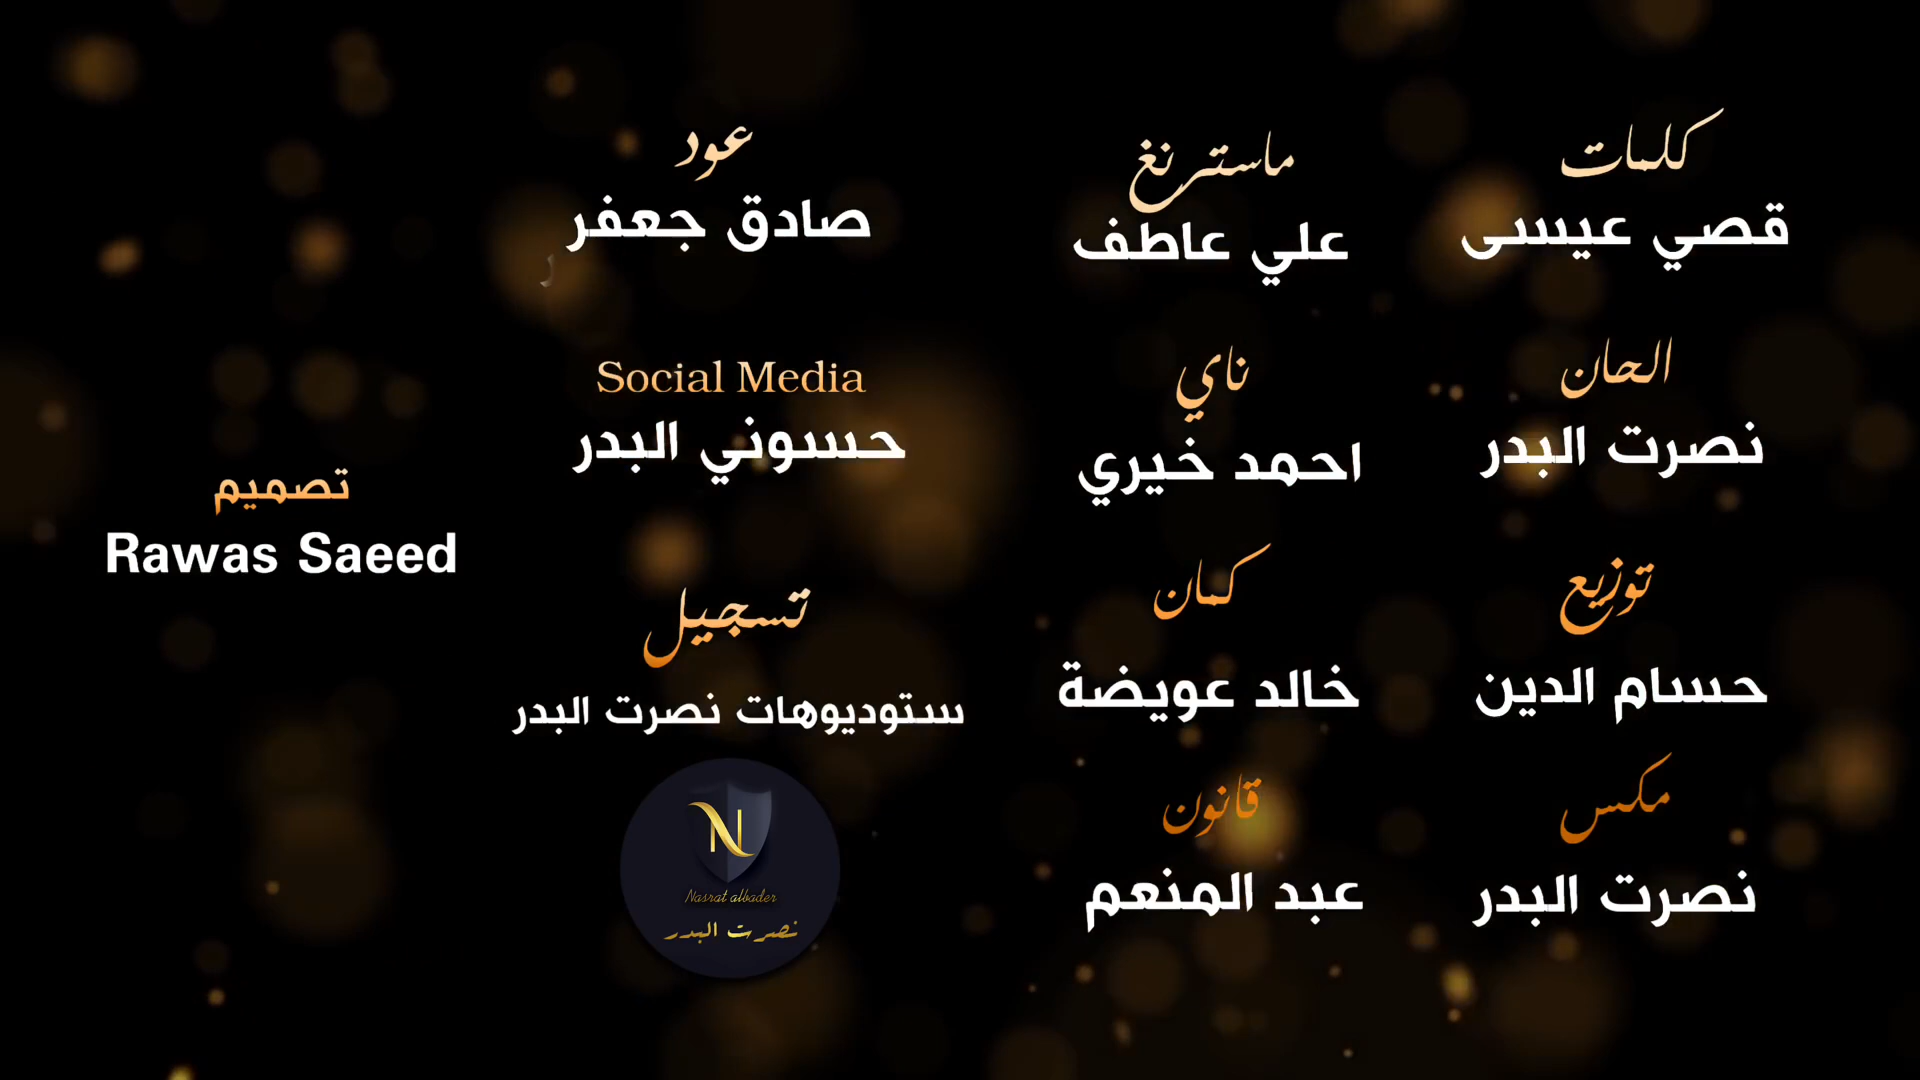 كلمات
قصي عيسى
الحان
نصرت البدر
توزيع
حسام الدين
مكس
نصرت البدر
ماسترنغ
علي عاطف
ناي
احمد خيري
كمان
خالد عويضة
قانون
عبد المنعم
عود
صادق جعفر
Social Media
حسوني البدر
تسجيل
ستوديوهات نصرت البدر
N
Nasrat albader
نصرت البدر
تصميم
Rawas Saeed